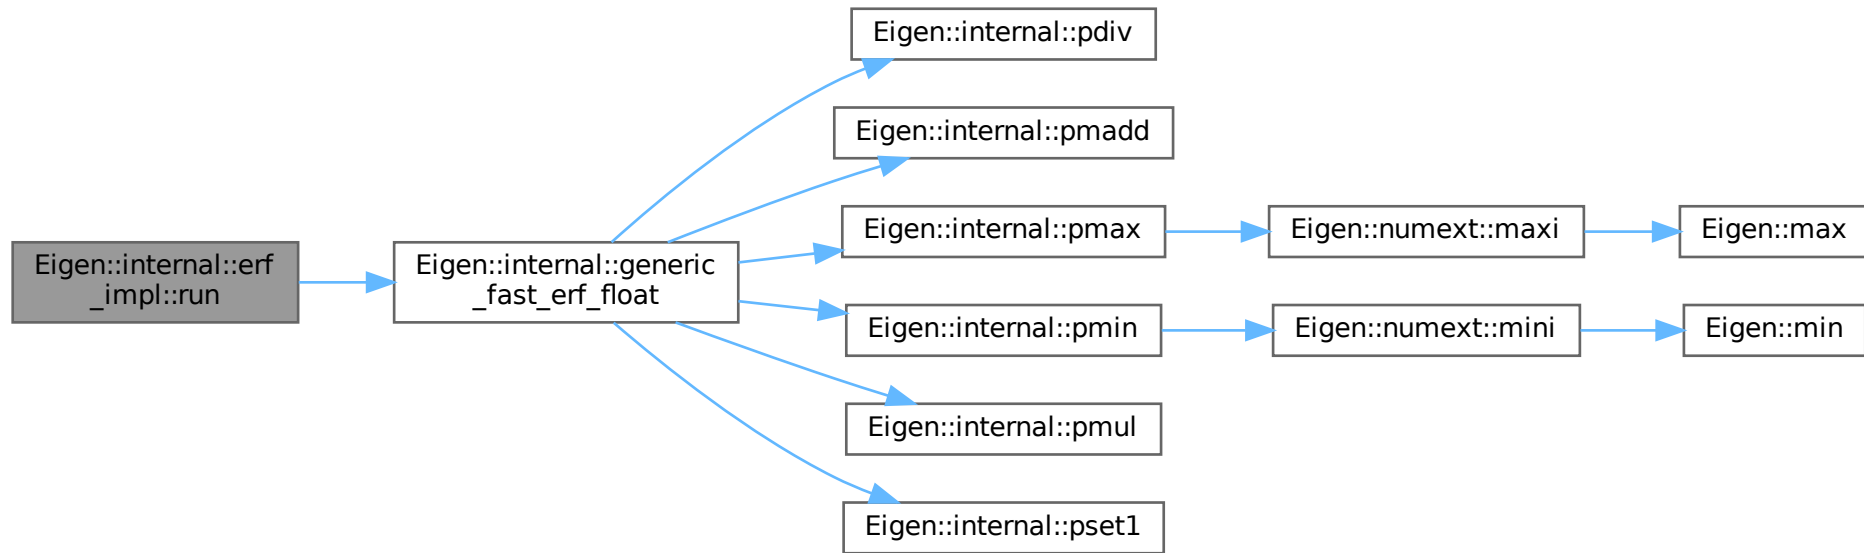 Eigen::internal::erf
_impl::run
Eigen::internal::generic
_fast_erf_float
Eigen::internal::pdiv
Eigen::internal::pmadd
Eigen::internal::pmax
Eigen::numext::maxi
Eigen::max
Eigen::internal::pmin
Eigen::numext::mini
Eigen::min
Eigen::internal::pmul
Eigen::internal::pset1